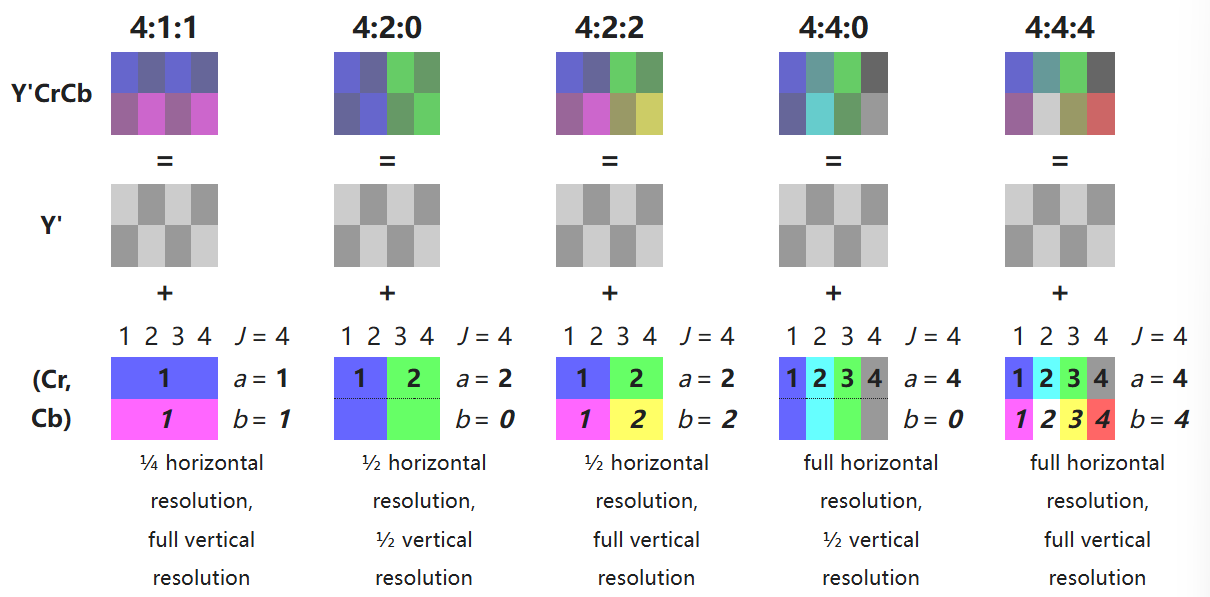 4:1:1 4:2:0 4:2:2 4:4:0 4:4:4
Y'CrCb
= = = = =
Y'
+ + + + +
1 2 3 4 J = 4 1 2 3 4 J = 4 1 2 3 4 J = 4 1 2 3 4 J = 4 1 2 3 4 J = 4
(Cr, 1 a = 1 1 2 a = 2 1 2 a = 2 1 2 3 4 a = 4 1 2 3 4 a = 4
Cb) 1 b = 1 b = 0 1 2 b = 2 b = 0 1 2 3 4 b = 4
¼ horizontal ½ horizontal ½ horizontal full horizontal full horizontal
resolution, resolution, resolution, resolution, resolution,
full vertical ½ vertical full vertical ½ vertical full vertical
resolution resolution resolution resolution resolution